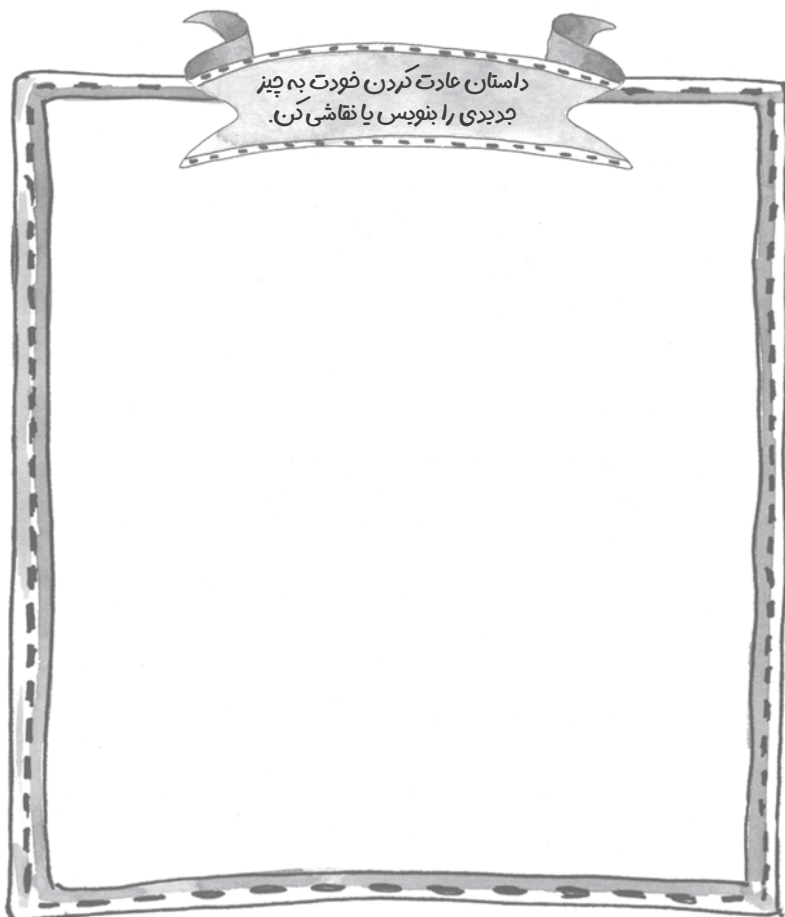 داستان عادت کردن خودت به چیز
جدیدی را بنویس یا نقاشی کن.